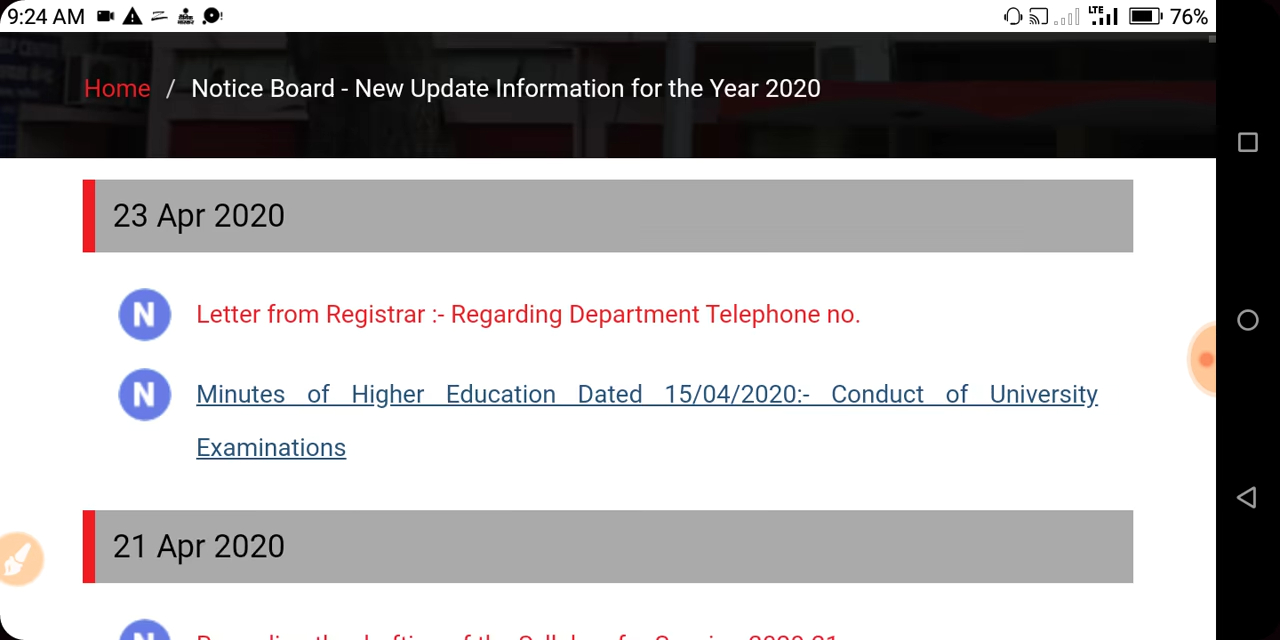 9:24 AM LTE 76%
Home / Notice Board - New Update Information for the Year 2020
23 Apr 2020
N Letter from Registrar :- Regarding Department Telephone no.
N Minutes of Higher Education Dated 15/04/2020:- Conduct of University
Examinations
21 Apr 2020